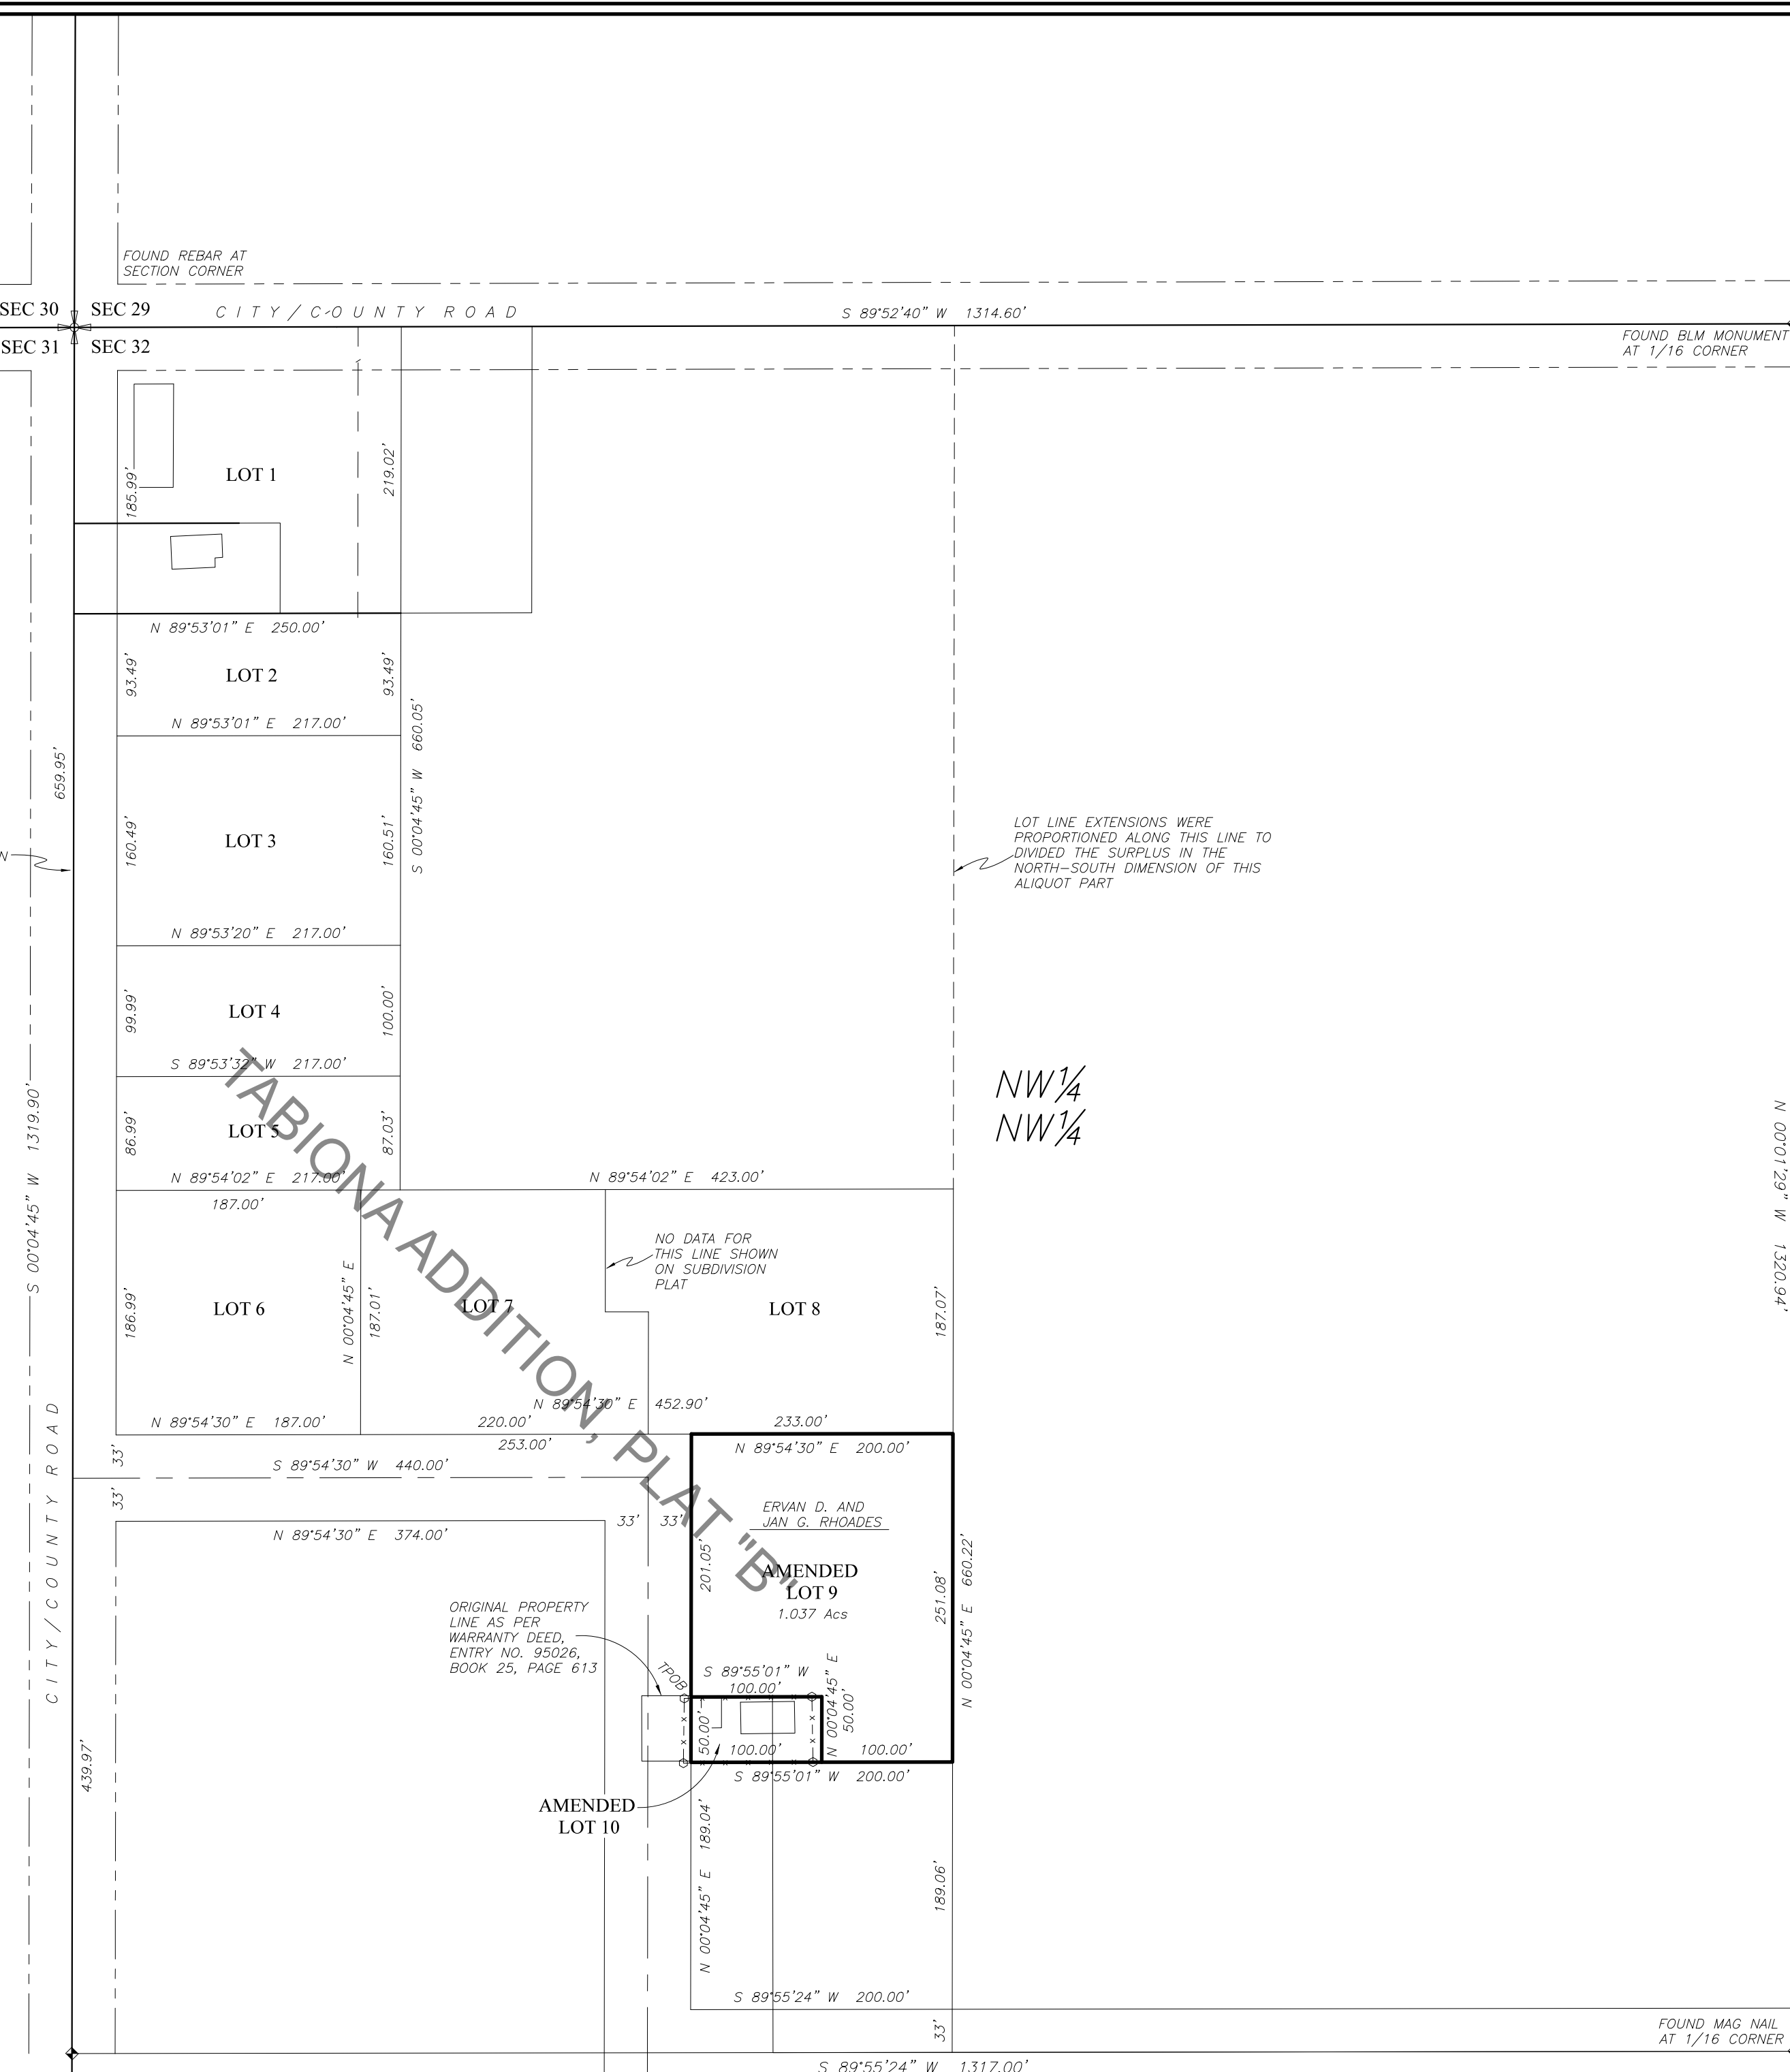 FOUND REBAR AT
SECTION CORNER
SEC 30
SEC 29
CITY/COUNTY ROAD
S 89°52'40" W 1314.60'
SEC 31
SEC 32
FOUND BLM MONUMENT
AT 1/16 CORNER
185.99'
LOT 1
219.02'
N 89°53'01" E 250.00'
93.49'
LOT 2
93.49'
N 89°53'01" E 217.00'
S 00°04'45" W 660.05'
659.95'
160.49'
LOT 3
160.51'
N
LOT LINE EXTENSIONS WERE
PROPORTIONED ALONG THIS LINE TO
DIVIDED THE SURPLUS IN THE
NORTH-SOUTH DIMENSION OF THIS
ALIQUOT PART
N 89°53'20" E 217.00'
99.99'
LOT 4
100.00'
S 89°53'32" W 217.00'
NW1/4
NW1/4
S 00°04'45" W 1319.90'
N 00°01'29" W 1320.94'
86.99'
LOT 5
87.03'
N 89°54'02" E 217.00'
N 89°54'02" E 423.00'
187.00'
TABIONA ADDITION, PLAT "B"
NO DATA FOR
THIS LINE SHOWN
ON SUBDIVISION
PLAT
186.99'
LOT 6
N 00°04'45" E
187.01'
LOT 7
LOT 8
187.07'
N 89°54'30" E 452.90'
N 89°54'30" E 187.00'
220.00'
233.00'
253.00'
N 89°54'30" E 200.00'
33'
S 89°54'30" W 440.00'
33'
CITY/COUNTY ROAD
N 89°54'30" E 374.00'
33'
33'
ERVAN D. AND
JAN G. RHOADES
201.05'
AMENDED
LOT 9
1.037 Acs
251.08'
N 00°04'45" E 660.22'
ORIGINAL PROPERTY
LINE AS PER
WARRANTY DEED,
ENTRY NO. 95026,
BOOK 25, PAGE 613
TPOB
S 89°55'01" W
100.00'
N 00°04'45" E
50.00'
50.00'
100.00'
100.00'
S 89°55'01" W 200.00'
439.97'
AMENDED
LOT 10
N 00°04'45" E 189.04'
189.06'
S 89°55'24" W 200.00'
33'
FOUND MAG NAIL
AT 1/16 CORNER
S 89°55'24" W 1317.00'